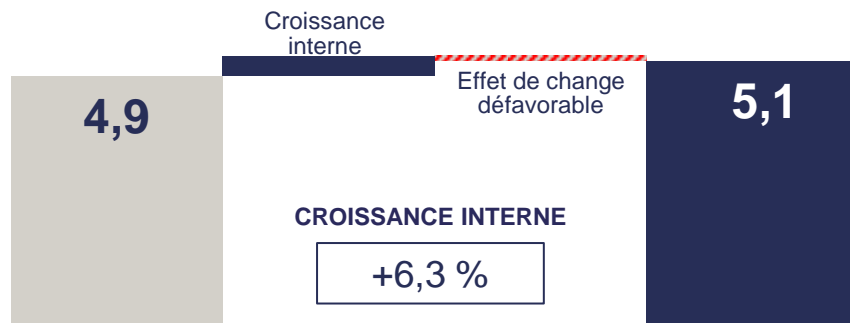 Croissance
interne
Effet de change
défavorable
4,9
5,1
CROISSANCE INTERNE
+6,3 %